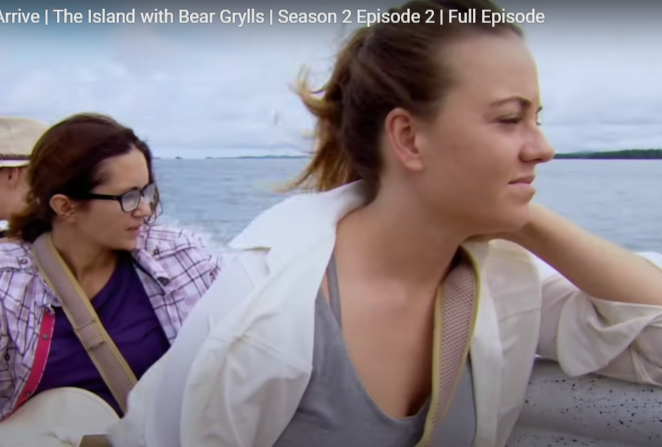 Arrive | The Island with Bear Grylls | Season 2 Episode 2 | Full Episode